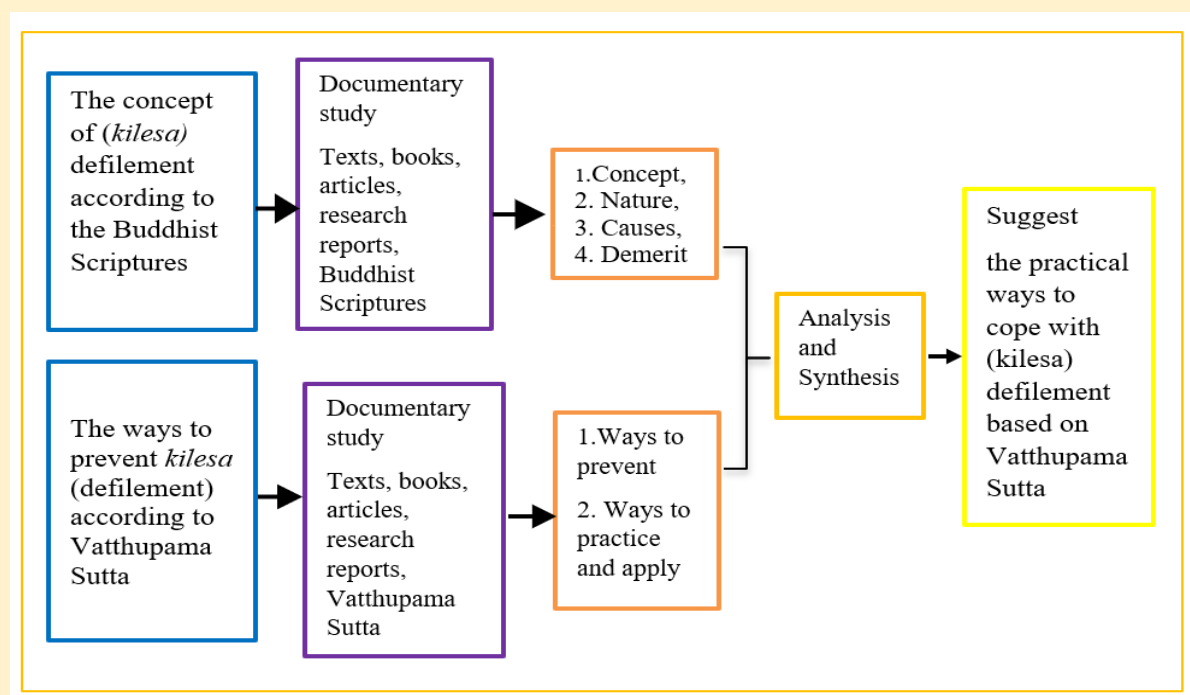 The concept
of (kilesa)
defilement
according to
the Buddhist
Scriptures
Documentary
study
Texts, books,
articles,
research
reports,
Buddhist
Scriptures
1.Concept,
2. Nature,
3. Causes,
4. Demerit
The ways to
prevent kilesa
(defilement)
according to
Vatthupama
Sutta
Documentary
study
Texts, books,
articles,
research
reports,
Vatthupama
Sutta
1.Ways to
prevent
2. Ways to
practice
and apply
Analysis
and
Synthesis
Suggest
the practical
ways to
cope with
(kilesa)
defilement
based on
Vatthupama
Sutta